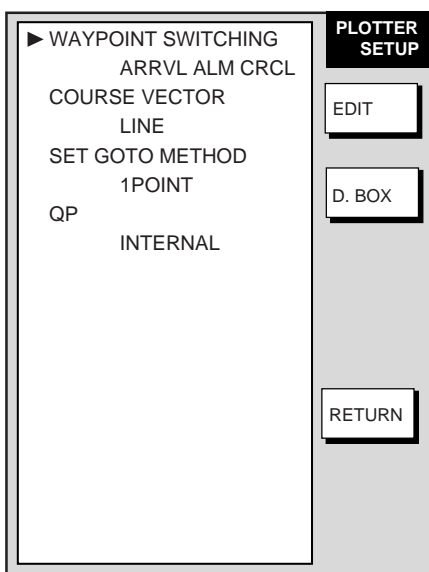 ▶ WAYPOINT SWITCHING
ARRVL ALM CRCL
COURSE VECTOR
LINE
SET GOTO METHOD
1POINT
QP
INTERNAL
PLOTTER
SETUP
EDIT
D. BOX
RETURN